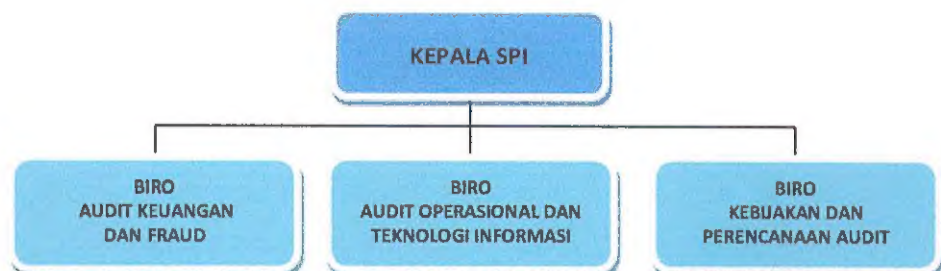 KEPALA SPI
BIRO
AUDIT KEUANGAN
DAN FRAUD
BIRO
AUDIT OPERASIONAL DAN
TEKNOLOGI INFORMASI
BIRO
KEBIJAKAN DAN
PERENCANAAN AUDIT